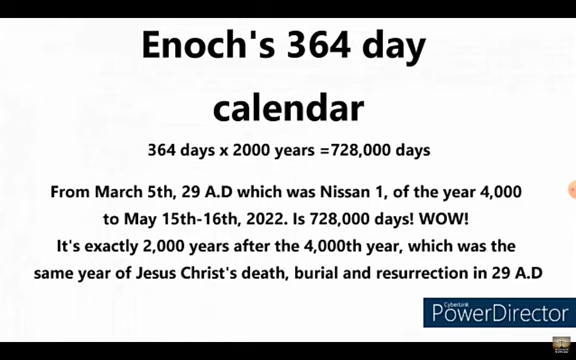 Enoch's 364 day
calendar
364 days x 2000 years =728,000 days
From March 5th, 29 A.D which was Nissan 1, of the year 4,000
to May 15th-16th, 2022. Is 728,000 days! WOW!
It's exactly 2,000 years after the 4,000th year, which was the
same year of Jesus Christ's death, burial and resurrection in 29 A.D
CyberLink
PowerDirector